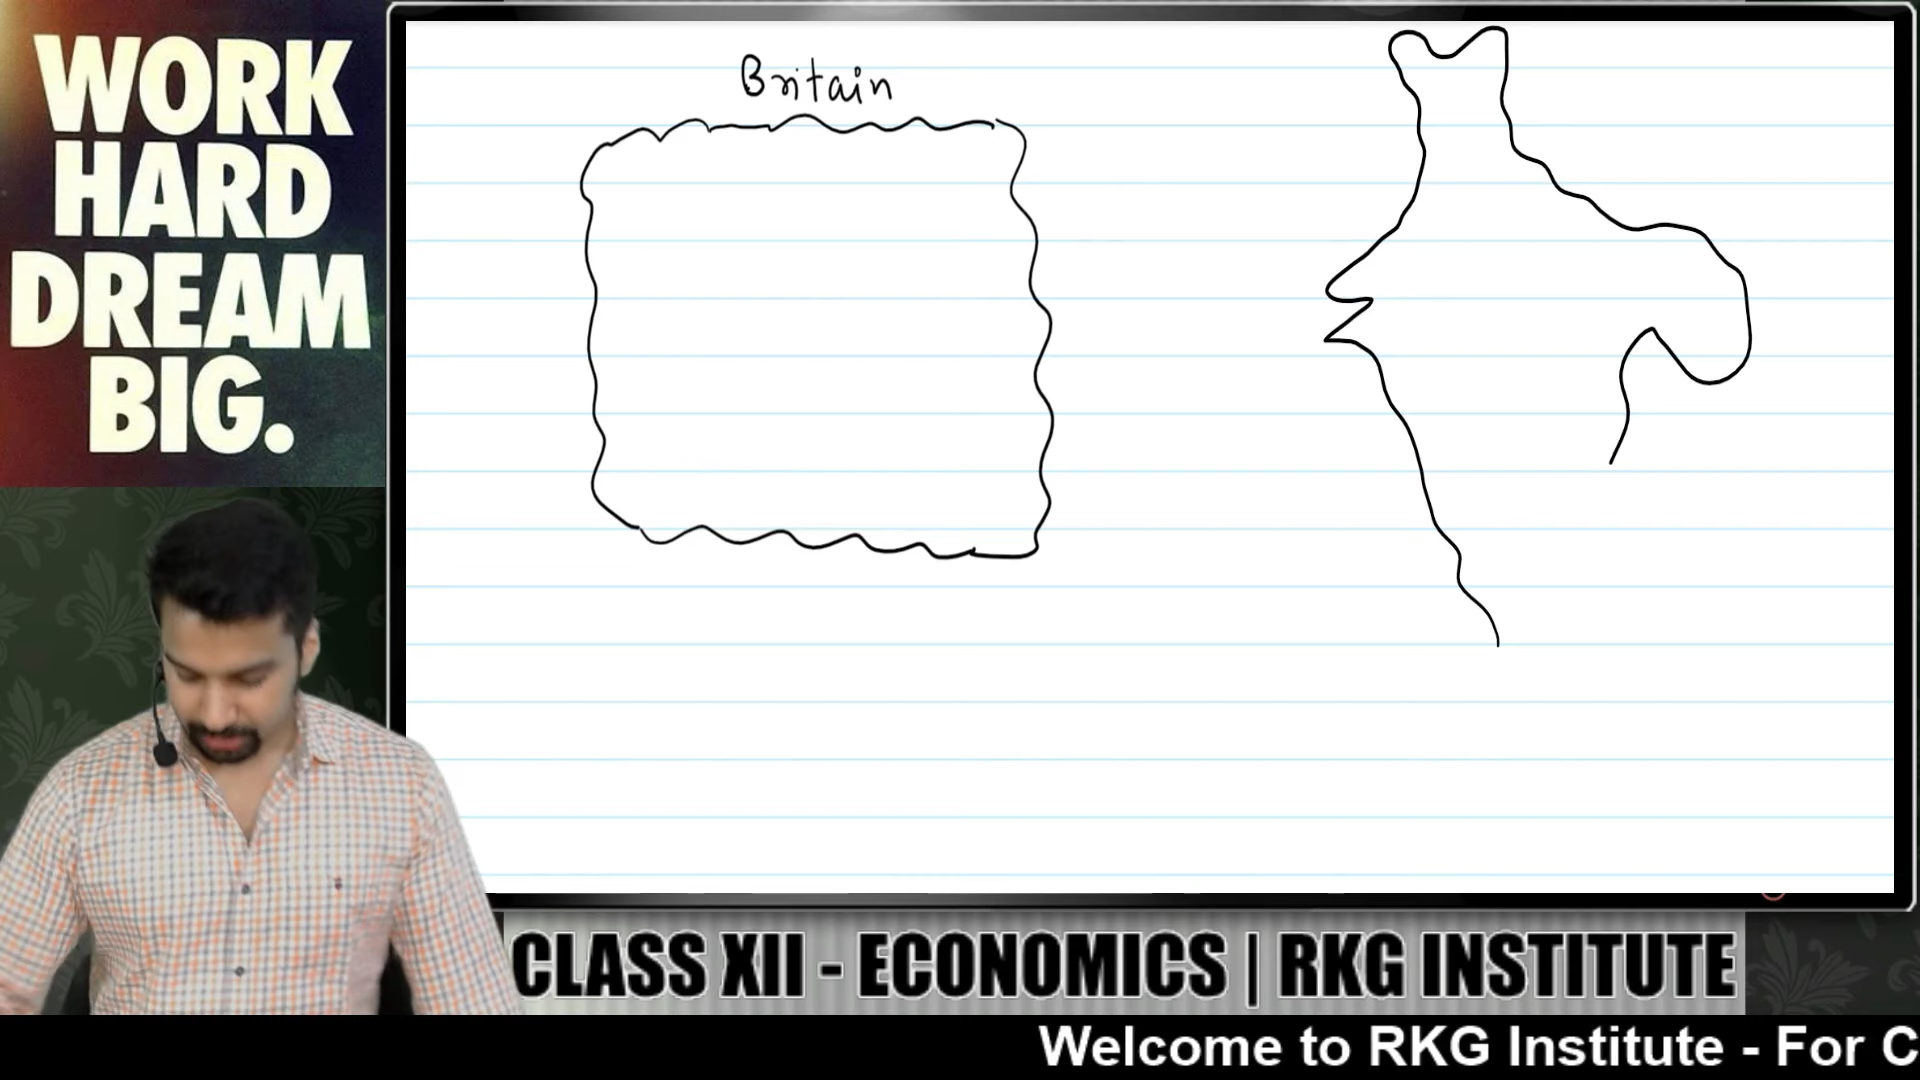 WORK
HARD
DREAM
BIG.
Britain
CLASS XII - ECONOMICS | RKG INSTITUTE
Welcome to RKG Institute - For C